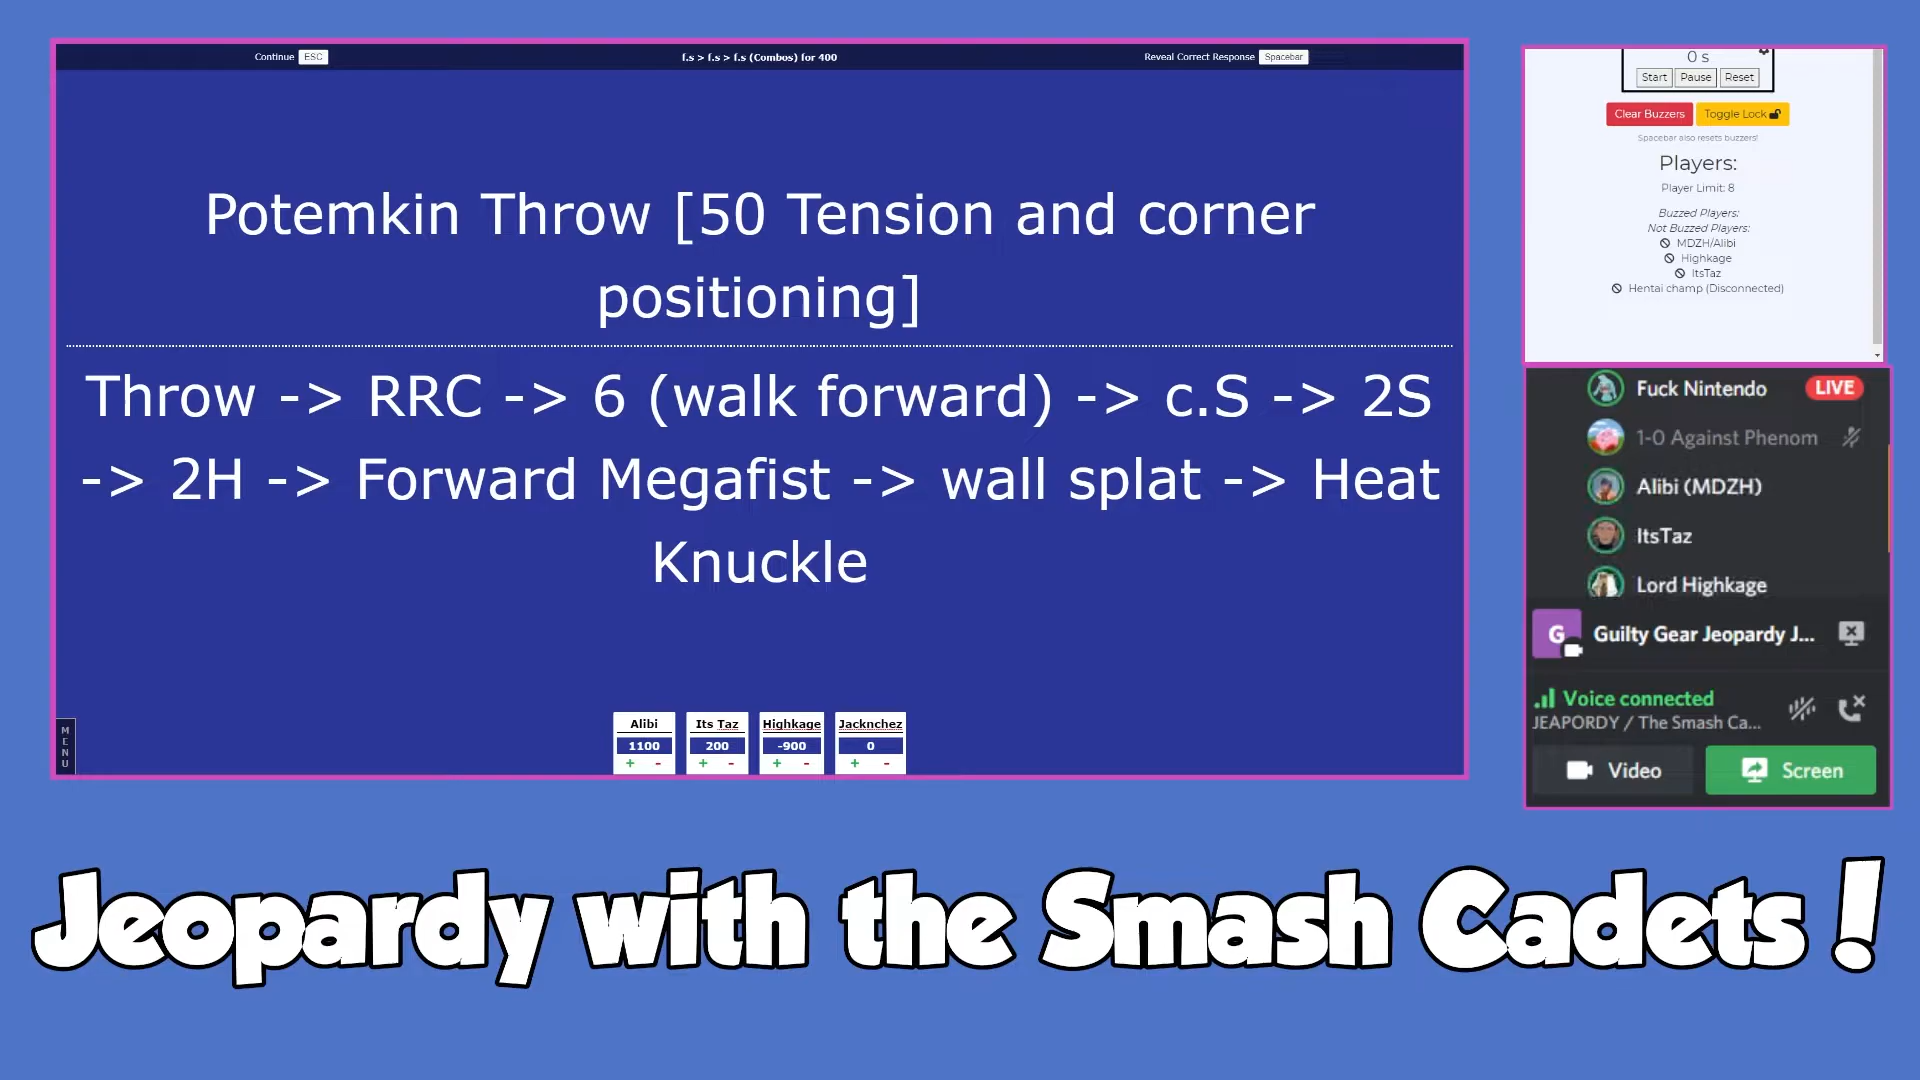 Continue ESC
f.s > f.s > f.s (Combos) for 400
Reveal Correct Response Spacebar
Potemkin Throw [50 Tension and corner
positioning]
Throw -> RRC -> 6 (walk forward) -> c.S -> 2S
-> 2H -> Forward Megafist -> wall splat -> Heat
Knuckle
MENU
Alibi
1100
+ -
Its Taz
200
+ -
Highkage
-900
+ -
Jacknchez
0
+ -
0 s
Start Pause Reset
Clear Buzzers Toggle Lock
Spacebar also resets buzzers!
Players:
Player Limit: 8
Buzzed Players:
Not Buzzed Players:
MDZH/Alibi
Highkage
ItsTaz
Hentai champ (Disconnected)
Fuck Nintendo LIVE
1-0 Against Phenom
Alibi (MDZH)
ItsTaz
Lord Highkage
G Guilty Gear Jeopardy J...
Voice connected
JEAPORDY / The Smash Ca...
Video Screen
Jeopardy with the Smash Cadets!